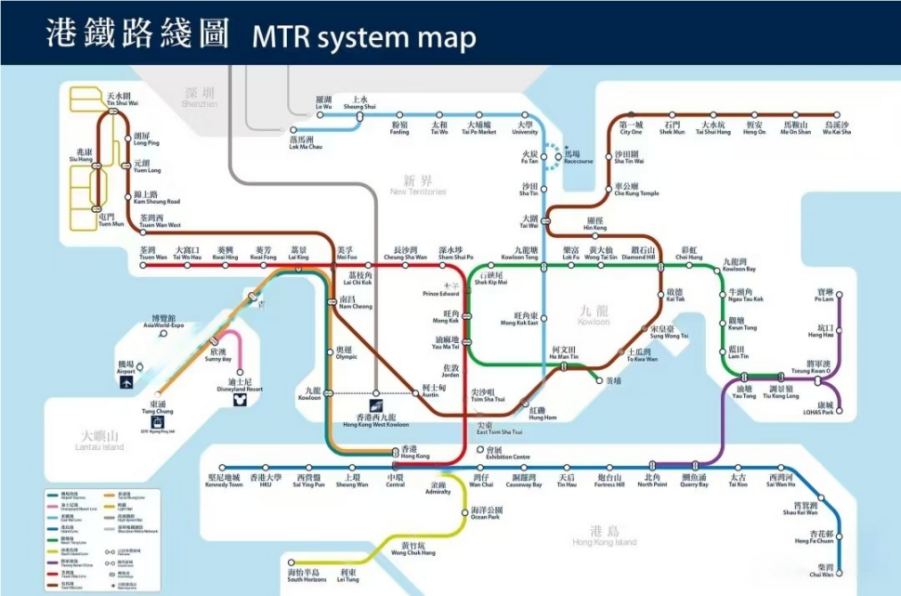 港鐵路綫圖 MTR system map
深圳
Shenzhen
羅湖
Lo Wu
上水
Sheung Shui
粉嶺
Fanling
太和
Tai Wo
大埔墟
Tai Po Market
大學
University
落馬洲
Lok Ma Chau
火炭
Fo Tan
馬場
Racecourse
沙田
Sha Tin
大圍
Tai Wai
第一城
City One
石門
Shek Mun
大水坑
Tai Shui Hang
恆安
Heng On
馬鞍山
Ma On Shan
烏溪沙
Wu Kai Sha
沙田圍
Sha Tin Wai
車公廟
Che Kung Temple
顯徑
Hin Keng
新界
New Territories
天水圍
Tin Shui Wai
朗屏
Long Ping
兆康
Siu Hong
元朗
Yuen Long
錦上路
Kam Sheung Road
屯門
Tuen Mun
荃灣西
Tsuen Wan West
荃灣
Tsuen Wan
大窩口
Tai Wo Hau
葵興
Kwai Hing
葵芳
Kwai Fong
荔景
Lai King
美孚
Mei Foo
荔枝角
Lai Chi Kok
長沙灣
Cheung Sha Wan
深水埗
Sham Shui Po
九龍塘
Kowloon Tong
樂富
Lok Fu
黃大仙
Wong Tai Sin
鑽石山
Diamond Hill
彩虹
Choi Hung
石硤尾
Shek Kip Mei
Prince Edward
九龍灣
Kowloon Bay
牛頭角
Ngau Tau Kok
觀塘
Kwun Tong
藍田
Lam Tin
啟德
Kai Tak
宋皇臺
Sung Wong Toi
土瓜灣
To Kwa Wan
九龍
Kowloon
南昌
Nam Cheong
旺角
Mong Kok
旺角東
Mong Kok East
油麻地
Yau Ma Tei
何文田
Ho Man Tin
黃埔
奧運
Olympic
佐敦
Jordan
九龍
Kowloon
柯士甸
Austin
尖沙咀
Tsim Sha Tsui
紅磡
Hung Hom
香港西九龍
Hong Kong West Kowloon
尖東
East Tsim Sha Tsui
青
博覽館
AsiaWorld-Expo
機場
Airport
欣澳
Sunny Bay
迪士尼
Disneyland Resort
東涌
Tung Chung
大嶼山
Lantau Island
寶琳
Po Lam
坑口
Hang Hau
將軍澳
Tseung Kwan O
康城
LOHAS Park
油塘
Yau Tong
調景嶺
Tiu Keng Leng
香港
Hong Kong
會展
Exhibition Centre
堅尼地城
Kennedy Town
香港大學
HKU
西營盤
Sai Ying Pun
上環
Sheung Wan
中環
Central
金鐘
Admiralty
灣仔
Wan Chai
銅鑼灣
Causeway Bay
天后
Tin Hau
炮台山
Fortress Hill
北角
North Point
鰂魚涌
Quarry Bay
太古
Tai Koo
西灣河
Sai Wan Ho
筲箕灣
Shau Kei Wan
杏花邨
Heng Fa Chuen
柴灣
Chai Wan
海洋公園
Ocean Park
黃竹坑
Wong Chuk Hang
利東
Lei Tung
海怡半島
South Horizons
港島
Hong Kong Island